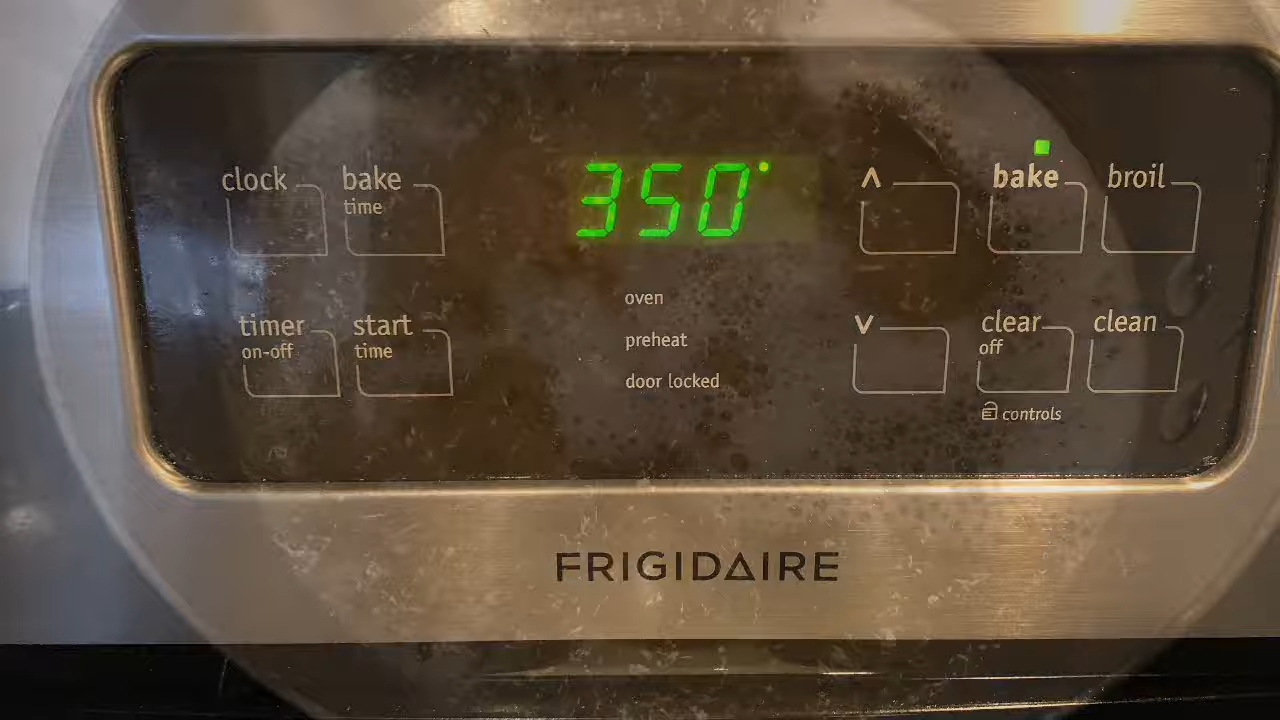 clock
bake
time
350°
^
bake
broil
timer
on-off
start
time
oven
preheat
door locked
v
clear
off
clean
controls
FRIGIDAIRE